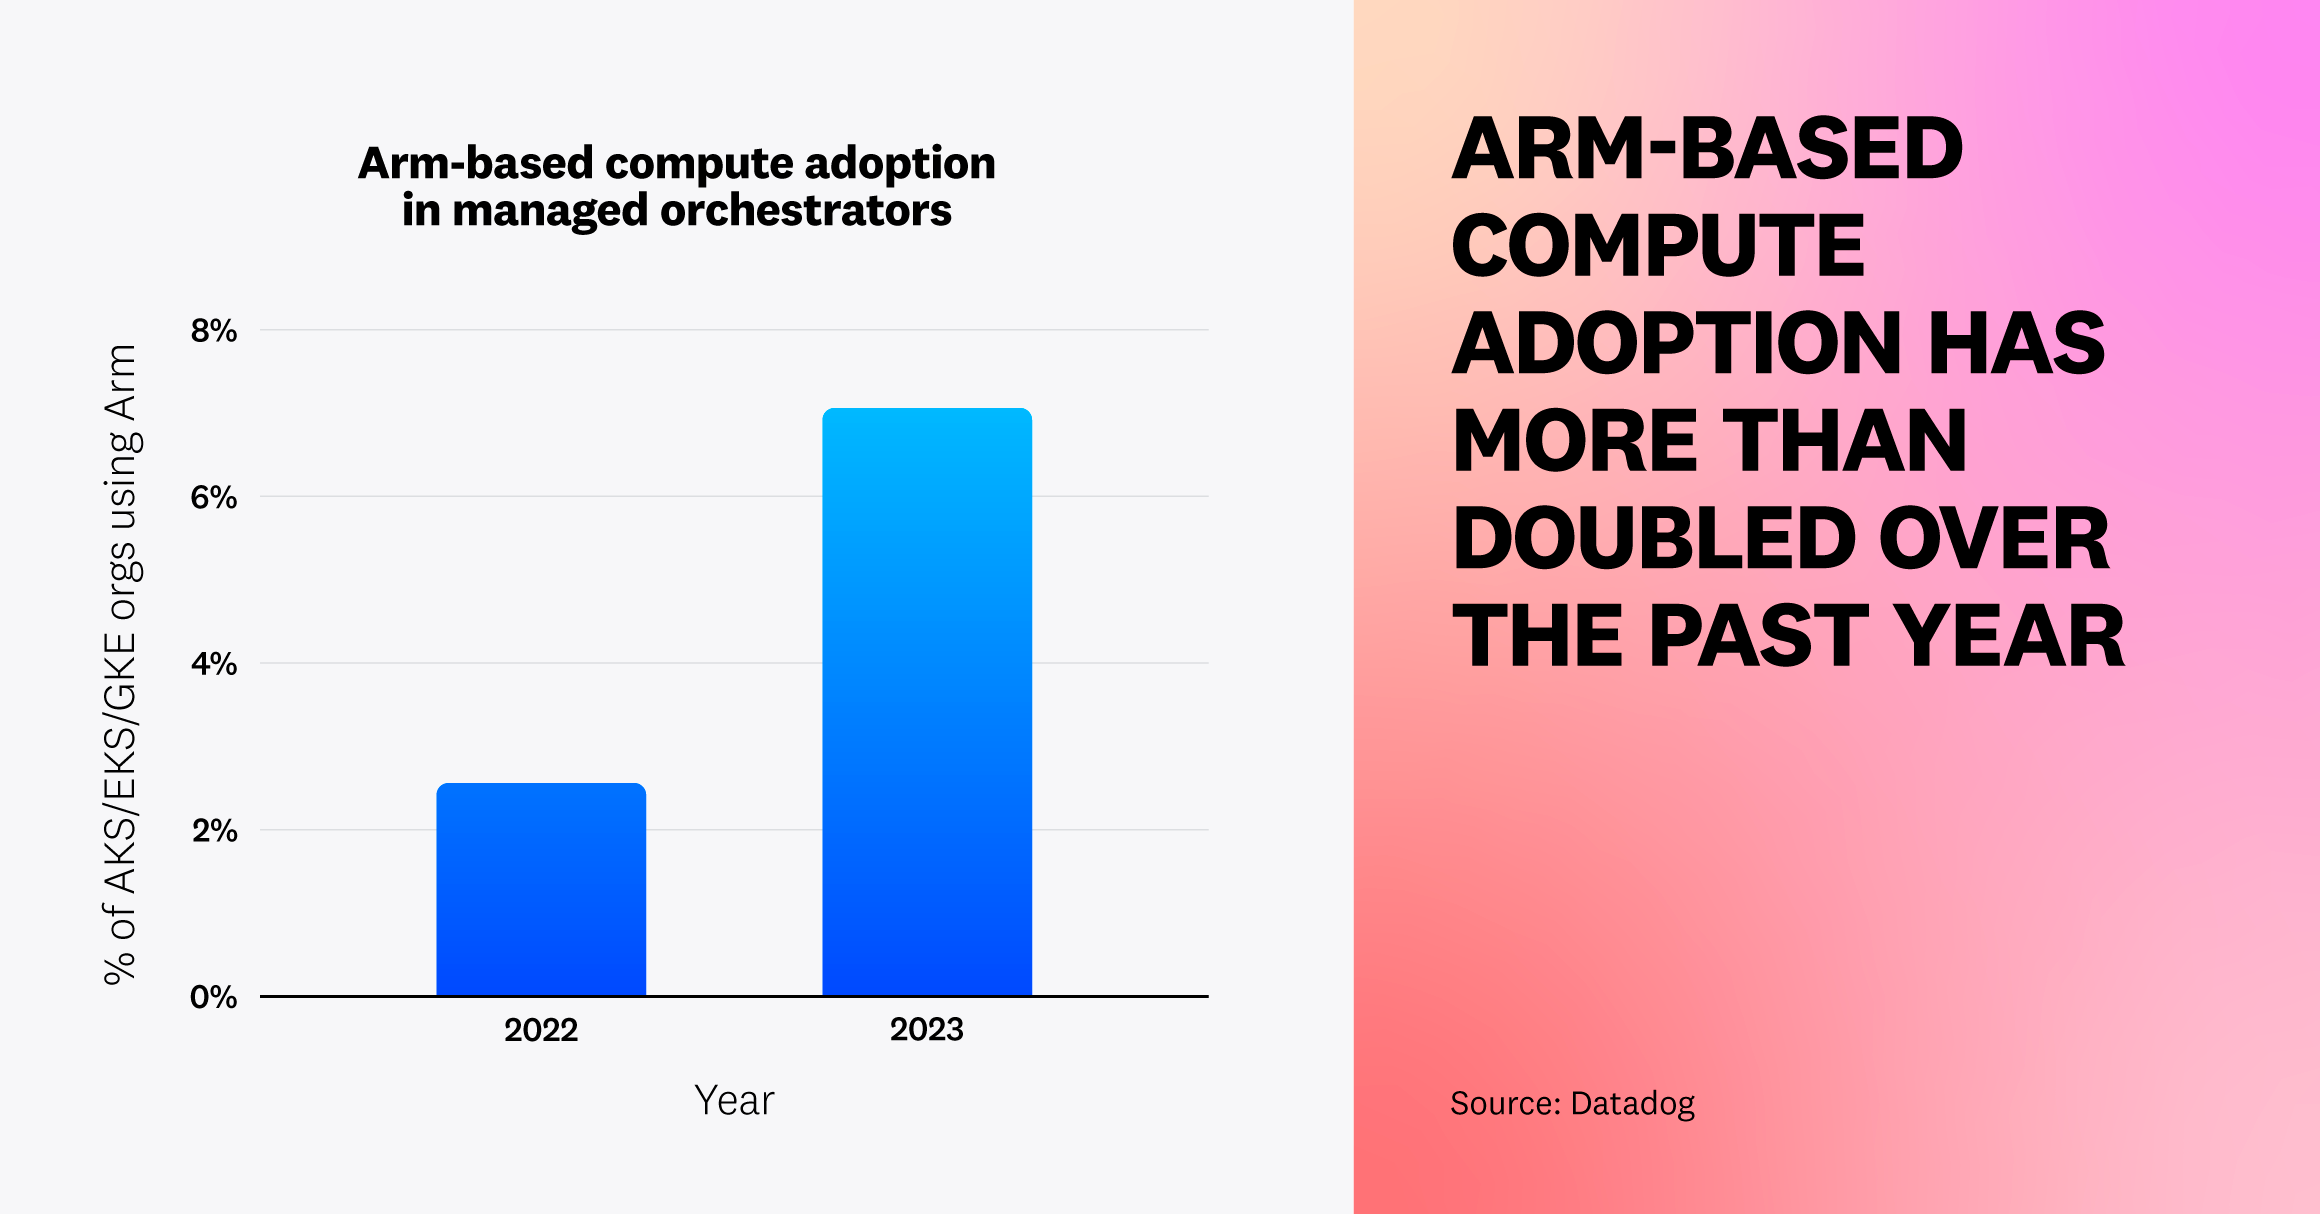 Arm-based compute adoption
in managed orchestrators
% of AKS/EKS/GKE orgs using Arm
8%
6%
4%
2%
0%
2022
2023
Year
ARM-BASED
COMPUTE
ADOPTION HAS
MORE THAN
DOUBLED OVER
THE PAST YEAR
Source: Datadog